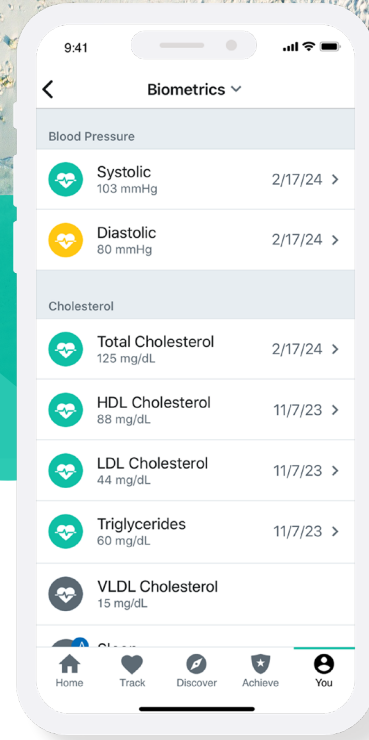 9:41
Biometrics
Blood Pressure
Systolic
103 mmHg
2/17/24
Diastolic
80 mmHg
2/17/24
Cholesterol
Total Cholesterol
125 mg/dL
2/17/24
HDL Cholesterol
88 mg/dL
11/7/23
LDL Cholesterol
44 mg/dL
11/7/23
Triglycerides
60 mg/dL
11/7/23
VLDL Cholesterol
15 mg/dL
Home Track Discover Achieve You